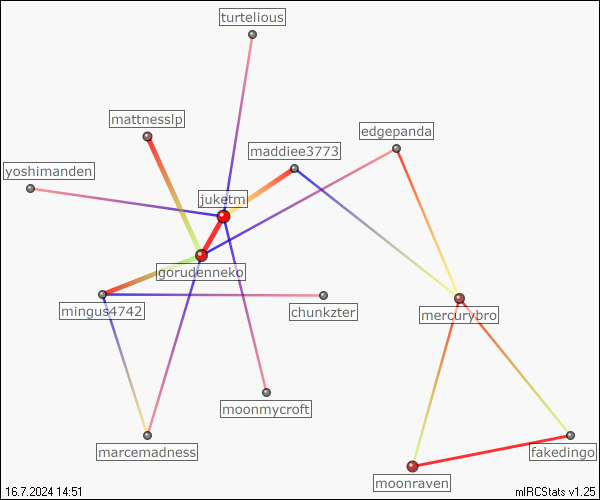 turtelious
mattnesslp
edgepanda
maddiee3773
yoshimanden
juketm
gorudenneko
mingus4742
chunkzter
mercurybro
moonmycroft
marcemadness
fakedingo
moonraven
16.7.2024 14:51
mIRCStats v1.25